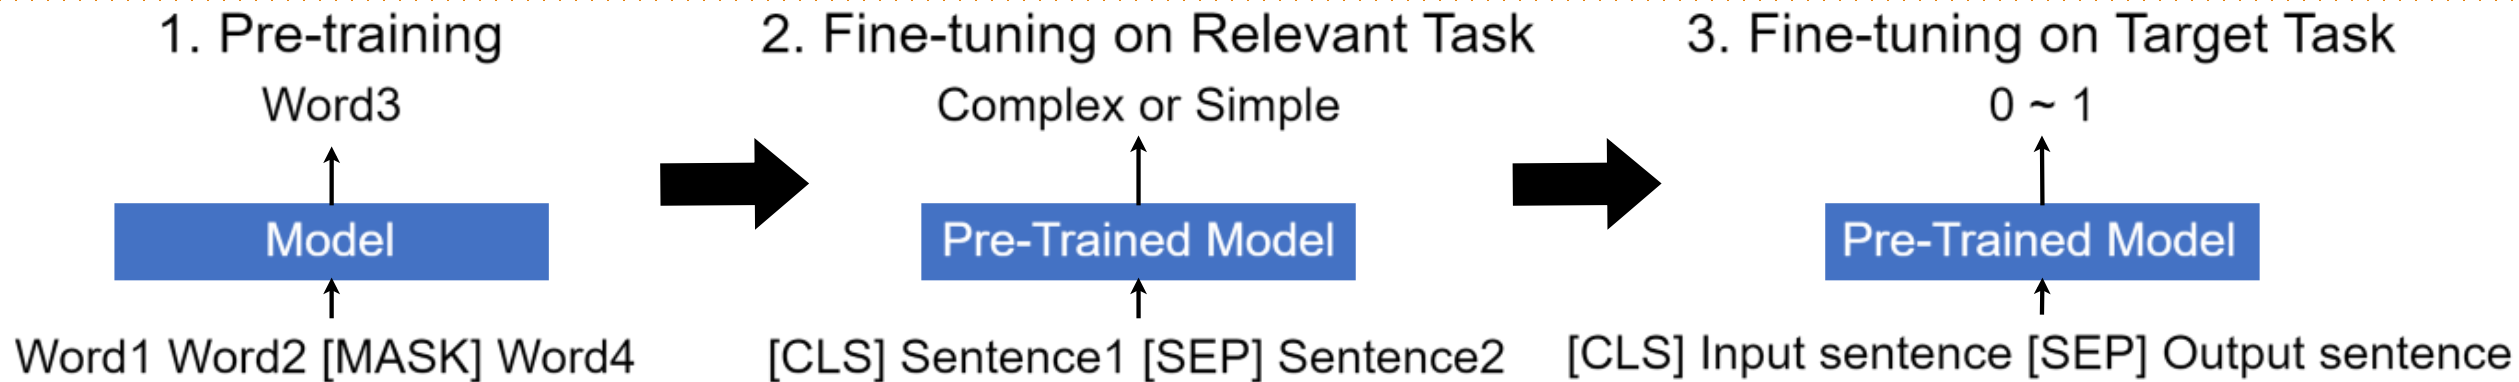 1. Pre-training
Word3
Model
Word1 Word2 [MASK] Word4
2. Fine-tuning on Relevant Task
Complex or Simple
Pre-Trained Model
[CLS] Sentence1 [SEP] Sentence2
3. Fine-tuning on Target Task
0 ~ 1
Pre-Trained Model
[CLS] Input sentence [SEP] Output sentence